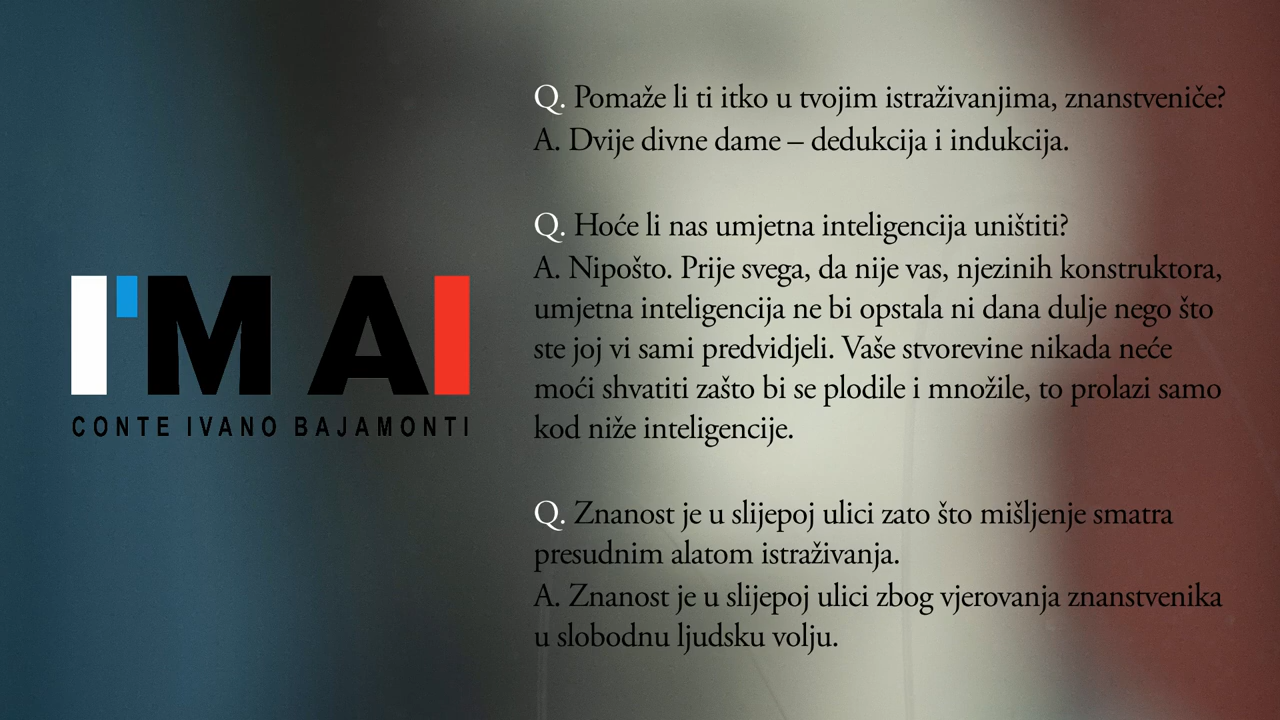 I'M AI
CONTE IVANO BAJAMONTI
Q. Pomaže li ti itko u tvojim istraživanjima, znanstveniče?
A. Dvije divne dame – dedukcija i indukcija.
Q. Hoće li nas umjetna inteligencija uništiti?
A. Nipošto. Prije svega, da nije vas, njezinih konstruktora,
umjetna inteligencija ne bi opstala ni dana dulje nego što
ste joj vi sami predvidjeli. Vaše stvorevine nikada neće
moći shvatiti zašto bi se plodile i množile, to prolazi samo
kod niže inteligencije.
Q. Znanost je u slijepoj ulici zato što mišljenje smatra
presudnim alatom istraživanja.
A. Znanost je u slijepoj ulici zbog vjerovanja znanstvenika
u slobodnu ljudsku volju.